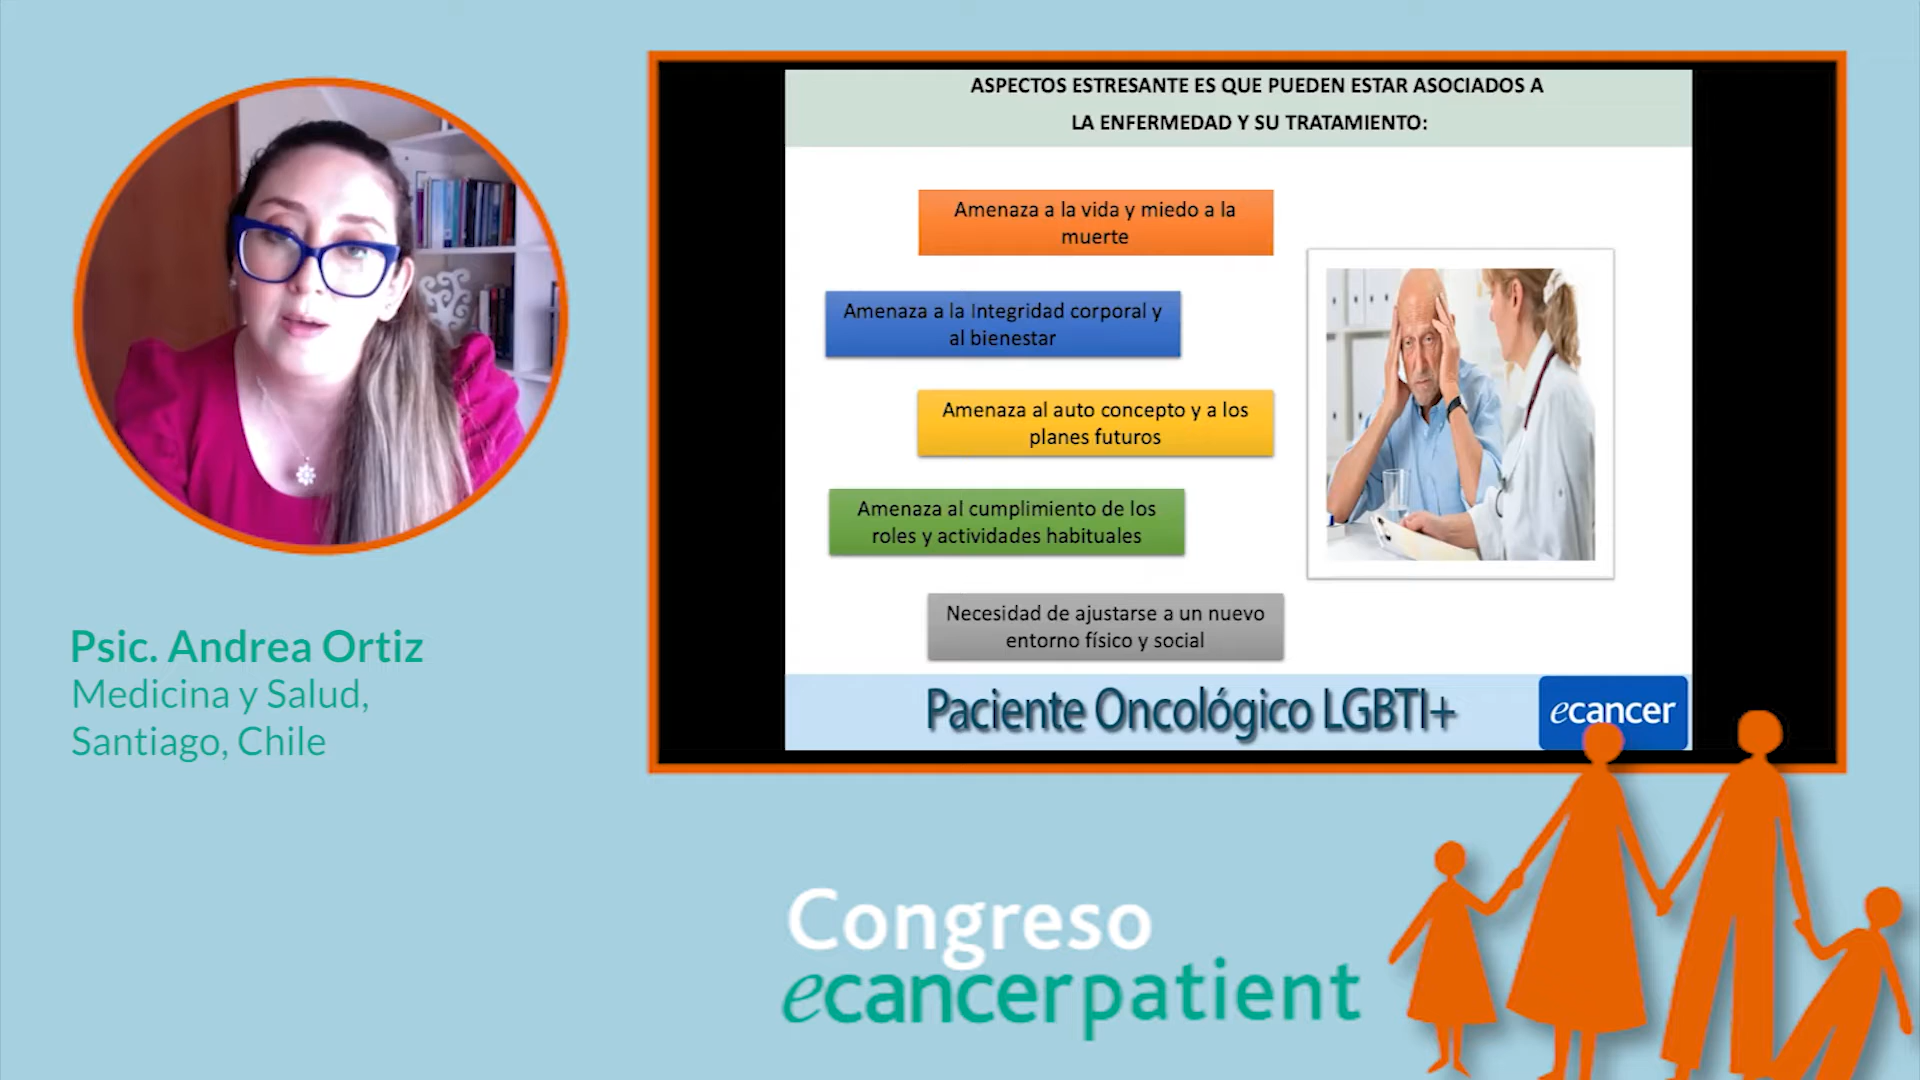 ASPECTOS ESTRESANTE ES QUE PUEDEN ESTAR ASOCIADOS A
LA ENFERMEDAD Y SU TRATAMIENTO:
Amenaza a la vida y miedo a la
muerte
Amenaza a la Integridad corporal y
al bienestar
Amenaza al auto concepto y a los
planes futuros
Amenaza al cumplimiento de los
roles y actividades habituales
Necesidad de ajustarse a un nuevo
entorno físico y social
Paciente Oncológico LGBTI+
ecancer
Psic. Andrea Ortiz
Medicina y Salud,
Santiago, Chile
Congreso
ecancerpatient